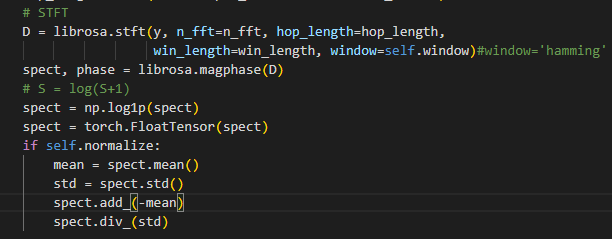 # STFT
D = librosa.stft(y, n_fft=n_fft, hop_length=hop_length,
win_length=win_length, window=self.window)#window='hamming'
spect, phase = librosa.magphase(D)
# S = log(S+1)
spect = np.log1p(spect)
spect = torch.FloatTensor(spect)
if self.normalize:
mean = spect.mean()
std = spect.std()
spect.add_(-mean)
spect.div_(std)